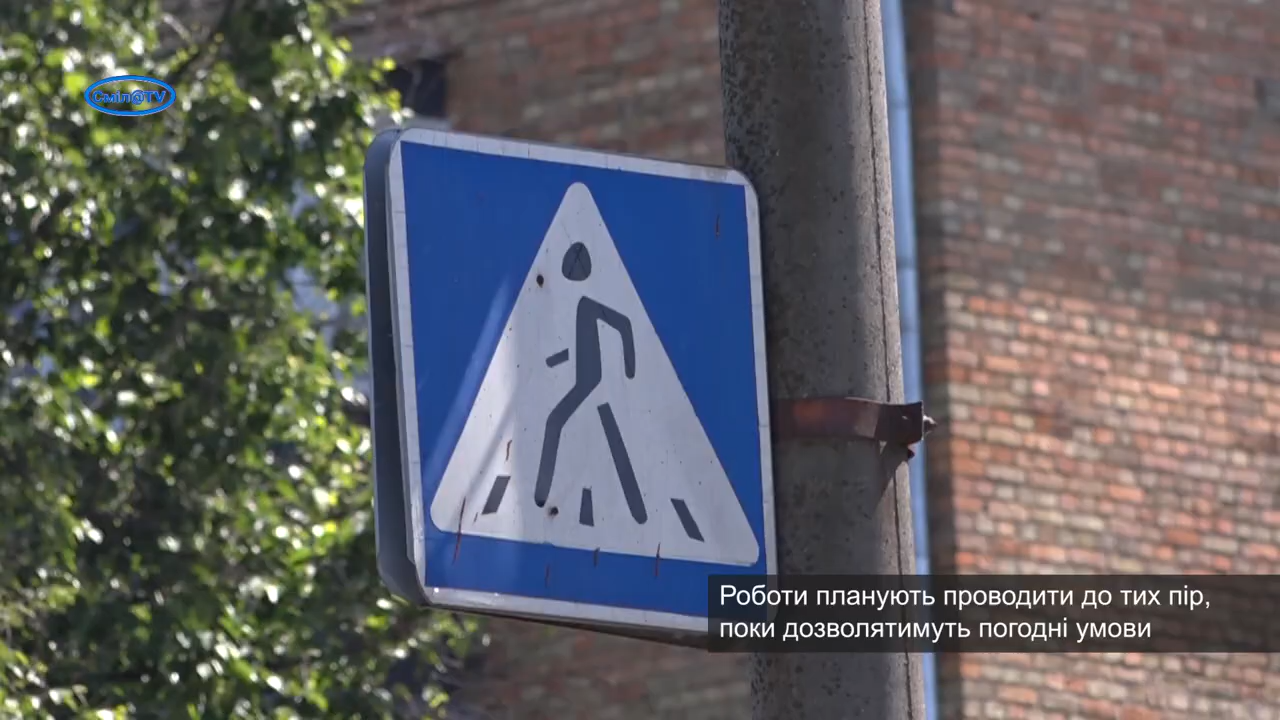 Сміл@TV
Роботи планують проводити до тих пір,
поки дозволятимуть погодні умови